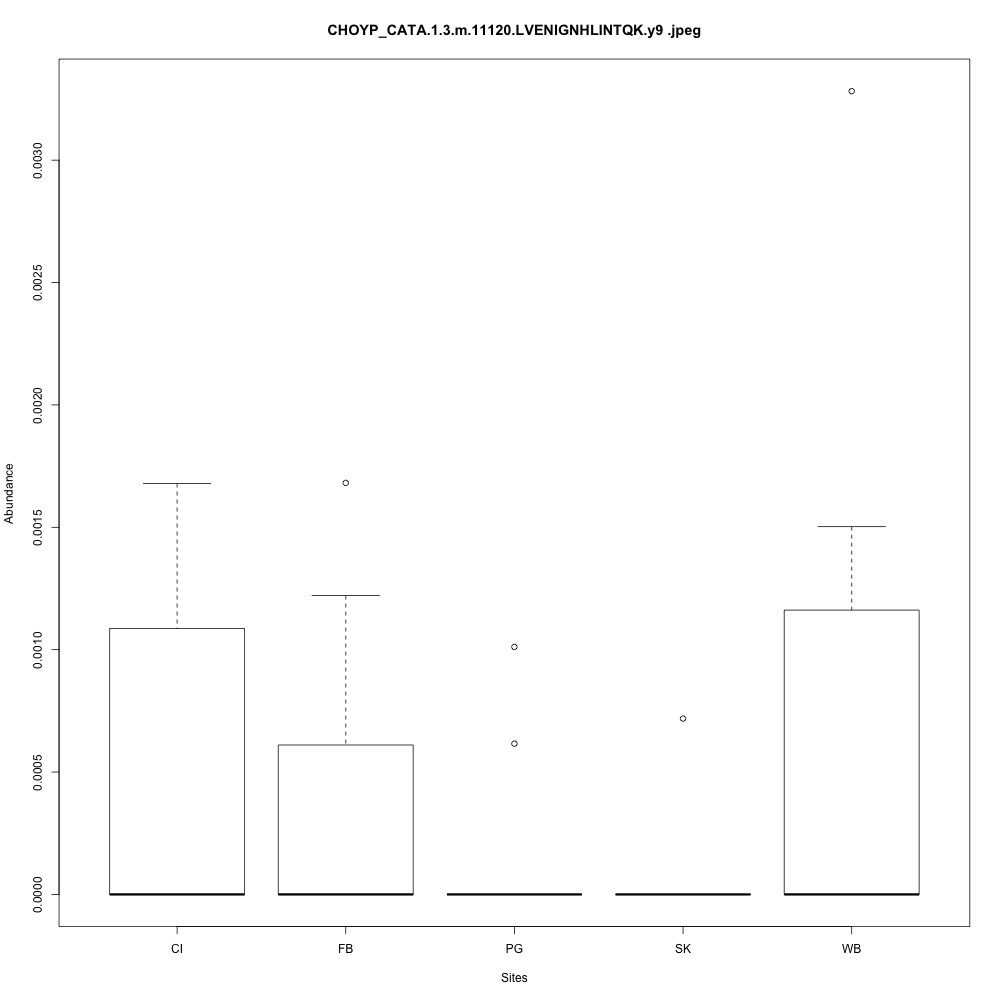 CHOYP_CATA.1.3.m.11120.LVENIGNHLINTQK.y9 .jpeg
Abundance
0.0030
0.0025
0.0020
0.0015
0.0010
0.0005
0.0000
CI FB PG SK WB
Sites